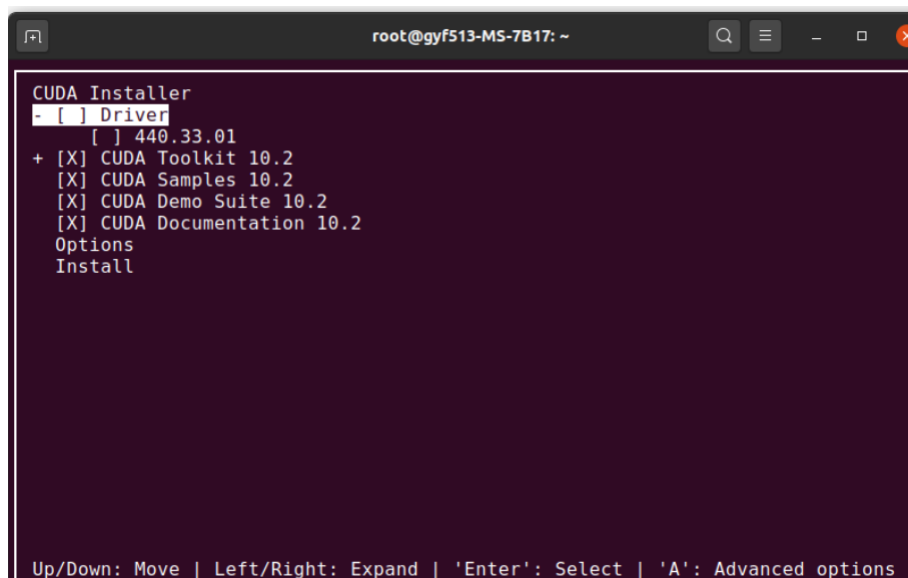 root@gyf513-MS-7B17: ~
CUDA Installer
- [ ] Driver
[ ] 440.33.01
+ [X] CUDA Toolkit 10.2
[X] CUDA Samples 10.2
[X] CUDA Demo Suite 10.2
[X] CUDA Documentation 10.2
Options
Install
Up/Down: Move | Left/Right: Expand | 'Enter': Select | 'A': Advanced options